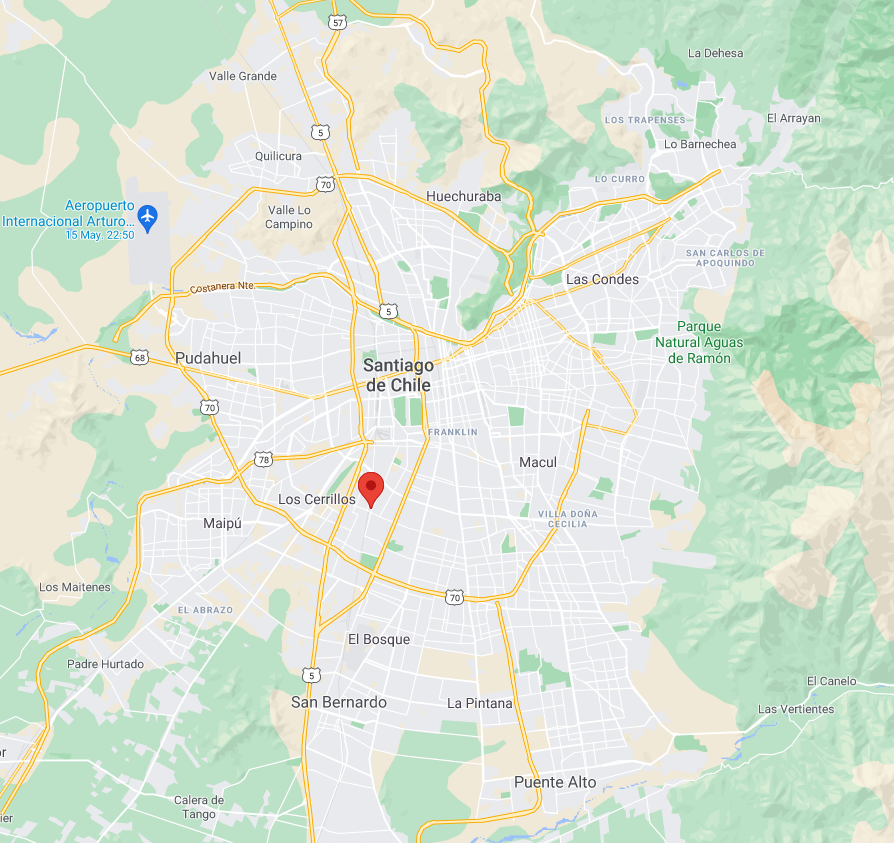 57
La Dehesa
Valle Grande
LOS TRAPENSES
El Arrayan
5
Lo Barnechea
Quilicura
70
LO CURRO
Huechuraba
Aeropuerto
Internacional Arturo...
15 May. 22:50
Valle Lo
Campino
SAN CARLOS DE
APOQUINDO
Las Condes
Costanera Nte.
5
Parque
Natural Aguas
de Ramón
68
Pudahuel
Santiago
de Chile
70
FRANKLIN
78
Macul
Los Cerrillos
Maipú
VILLA DOÑA
CECILIA
Los Maitenes
70
EL ABRAZO
El Bosque
Padre Hurtado
5
El Canelo
San Bernardo
La Pintana
Las Vertientes
or
Puente Alto
Calera de
Tango
ier